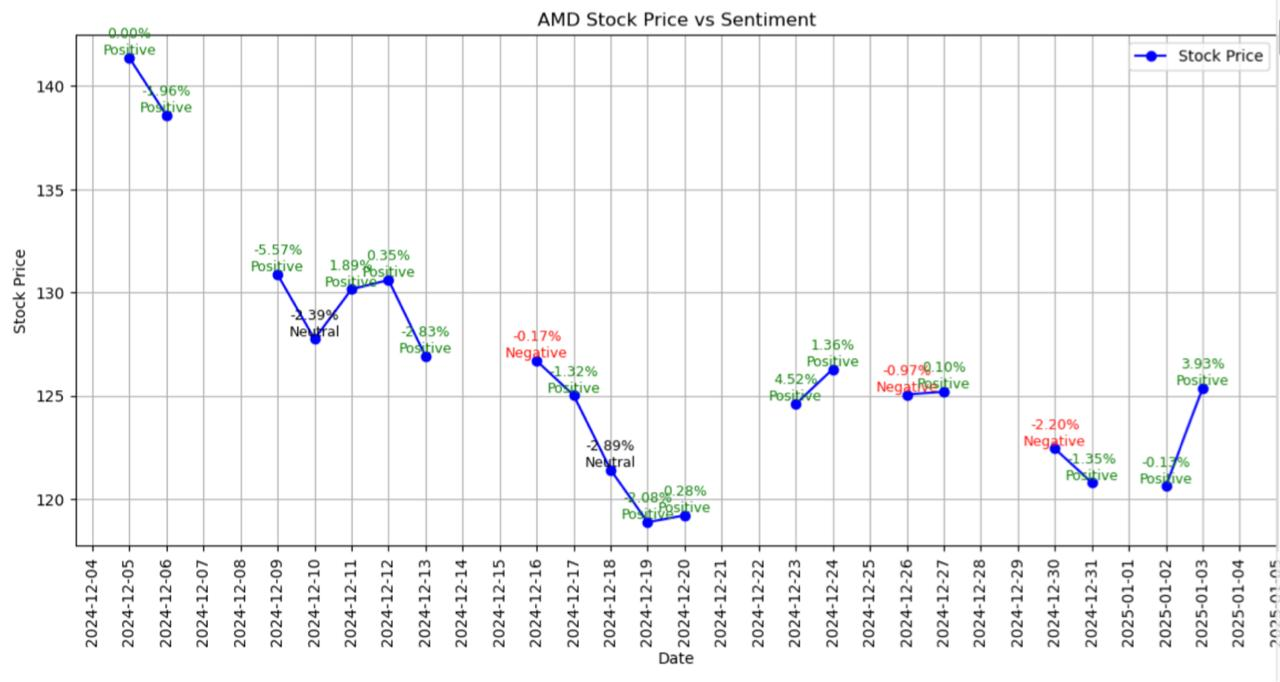 AMD Stock Price vs Sentiment
Stock Price
0.00%
Positive
-1.96%
Positive
-5.57%
Positive
-2.39%
Neutral
1.89%
Positive
0.35%
Positive
-2.83%
Positive
-0.17%
Negative
-1.32%
Positive
-2.89%
Neutral
-2.08%
Positive
0.28%
Positive
4.52%
Positive
1.36%
Positive
-0.97%
Negative
0.10%
Positive
-2.20%
Negative
-1.35%
Positive
-0.13%
Positive
3.93%
Positive
140
135
130
125
120
Stock Price
2024-12-04
2024-12-05
2024-12-06
2024-12-07
2024-12-08
2024-12-09
2024-12-10
2024-12-11
2024-12-12
2024-12-13
2024-12-14
2024-12-15
2024-12-16
2024-12-17
2024-12-18
2024-12-19
2024-12-20
2024-12-21
2024-12-22
2024-12-23
2024-12-24
2024-12-25
2024-12-26
2024-12-27
2024-12-28
2024-12-29
2024-12-30
2024-12-31
2025-01-01
2025-01-02
2025-01-03
2025-01-04
Date